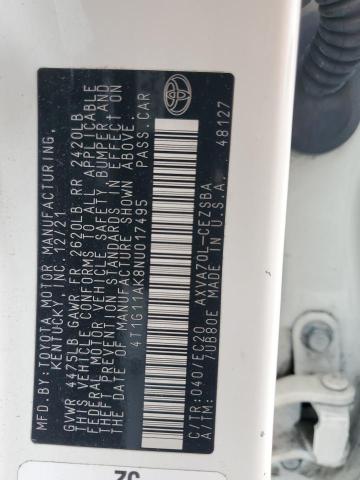 MFD.BY:TOYOTA MOTOR MANUFACTURING,
KENTUCKY, INC. 12/21
GVWR 4475LB GAWR FR 2620LB RR 2420LB
THIS VEHICLE CONFORMS TO ALL APPLICABLE
FEDERAL MOTOR VEHICLE SAFETY, BUMPER, AND
THEFT PREVENTION STANDARDS IN EFFECT ON
THE DATE OF MANUFACTURE SHOWN ABOVE.
4T1G11AK8NU017495 PASS.CAR
C/TR:040/EC20 AXVA70L-CEZSBA
A/TM: /UB80E MADE IN U.S.A. 48127